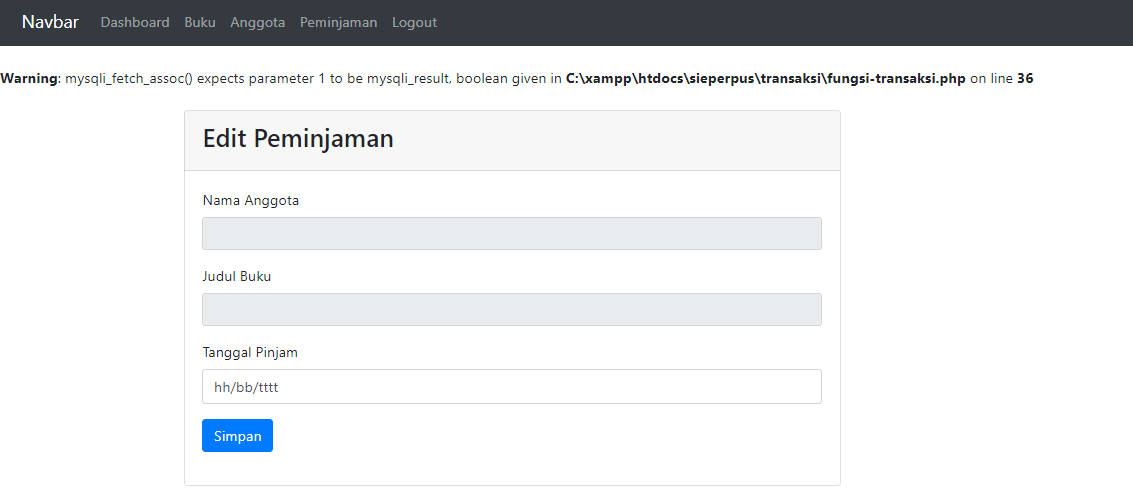 Navbar Dashboard Buku Anggota Peminjaman Logout
Warning: mysqli_fetch_assoc() expects parameter 1 to be mysqli_result, boolean given in C:\xampp\htdocs\sieperpus\transaksi\fungsi-transaksi.php on line 36
Edit Peminjaman
Nama Anggota
Judul Buku
Tanggal Pinjam
hh/bb/tttt
Simpan